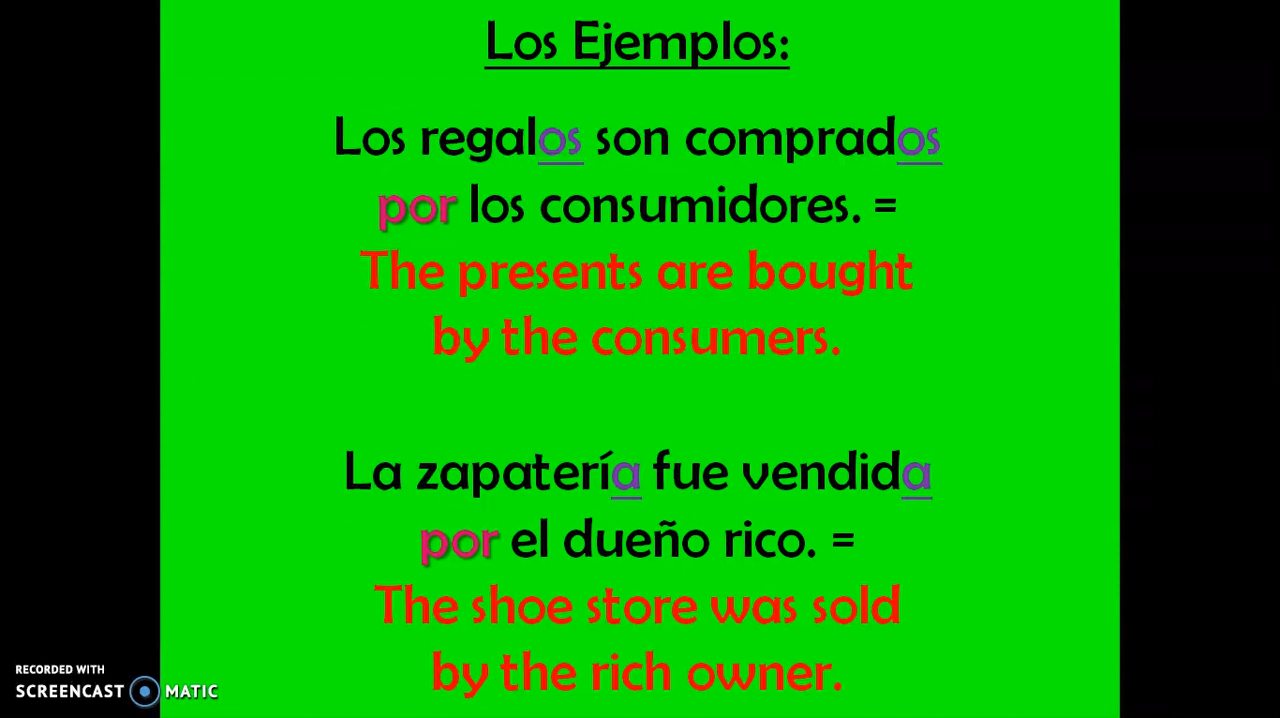 Los Ejemplos:
Los regalos son comprados
por los consumidores. =
The presents are bought
by the consumers.
La zapatería fue vendida
por el dueño rico. =
The shoe store was sold
by the rich owner.
RECORDED WITH
SCREENCAST MATIC